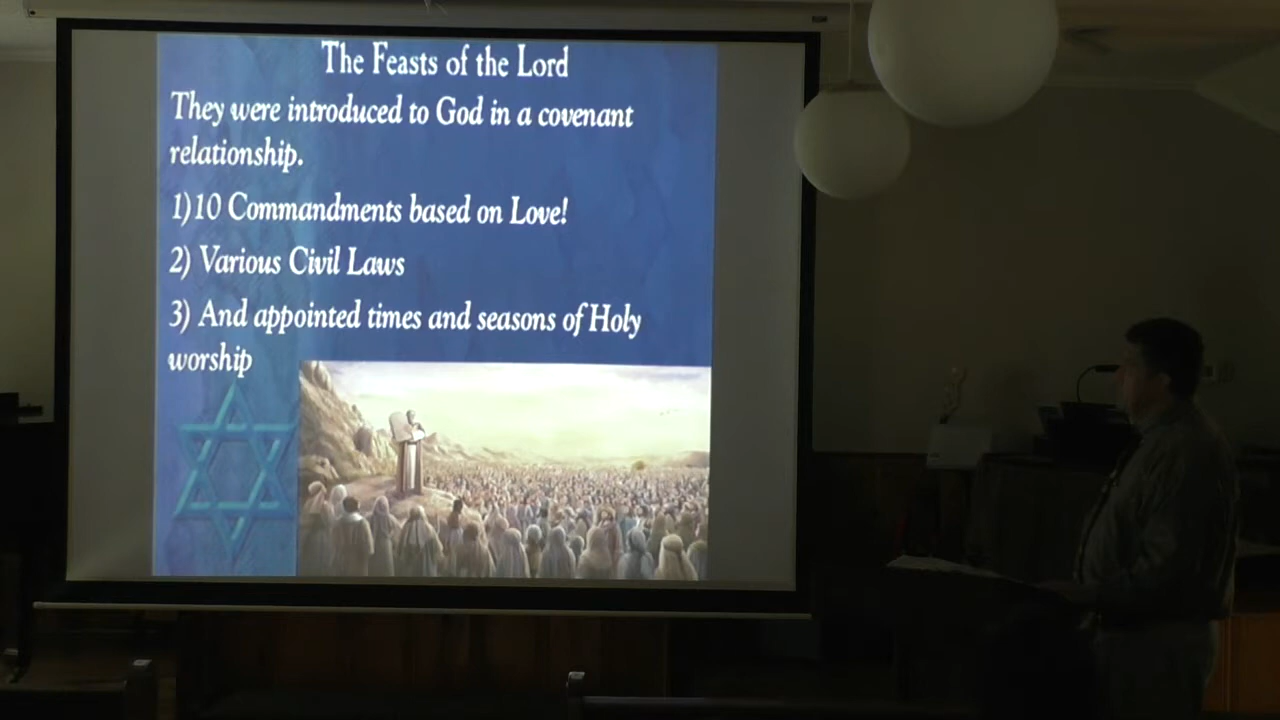 The Feasts of the Lord
They were introduced to God in a covenant
relationship.
1)10 Commandments based on Love!
2) Various Civil Laws
3) And appointed times and seasons of Holy
worship